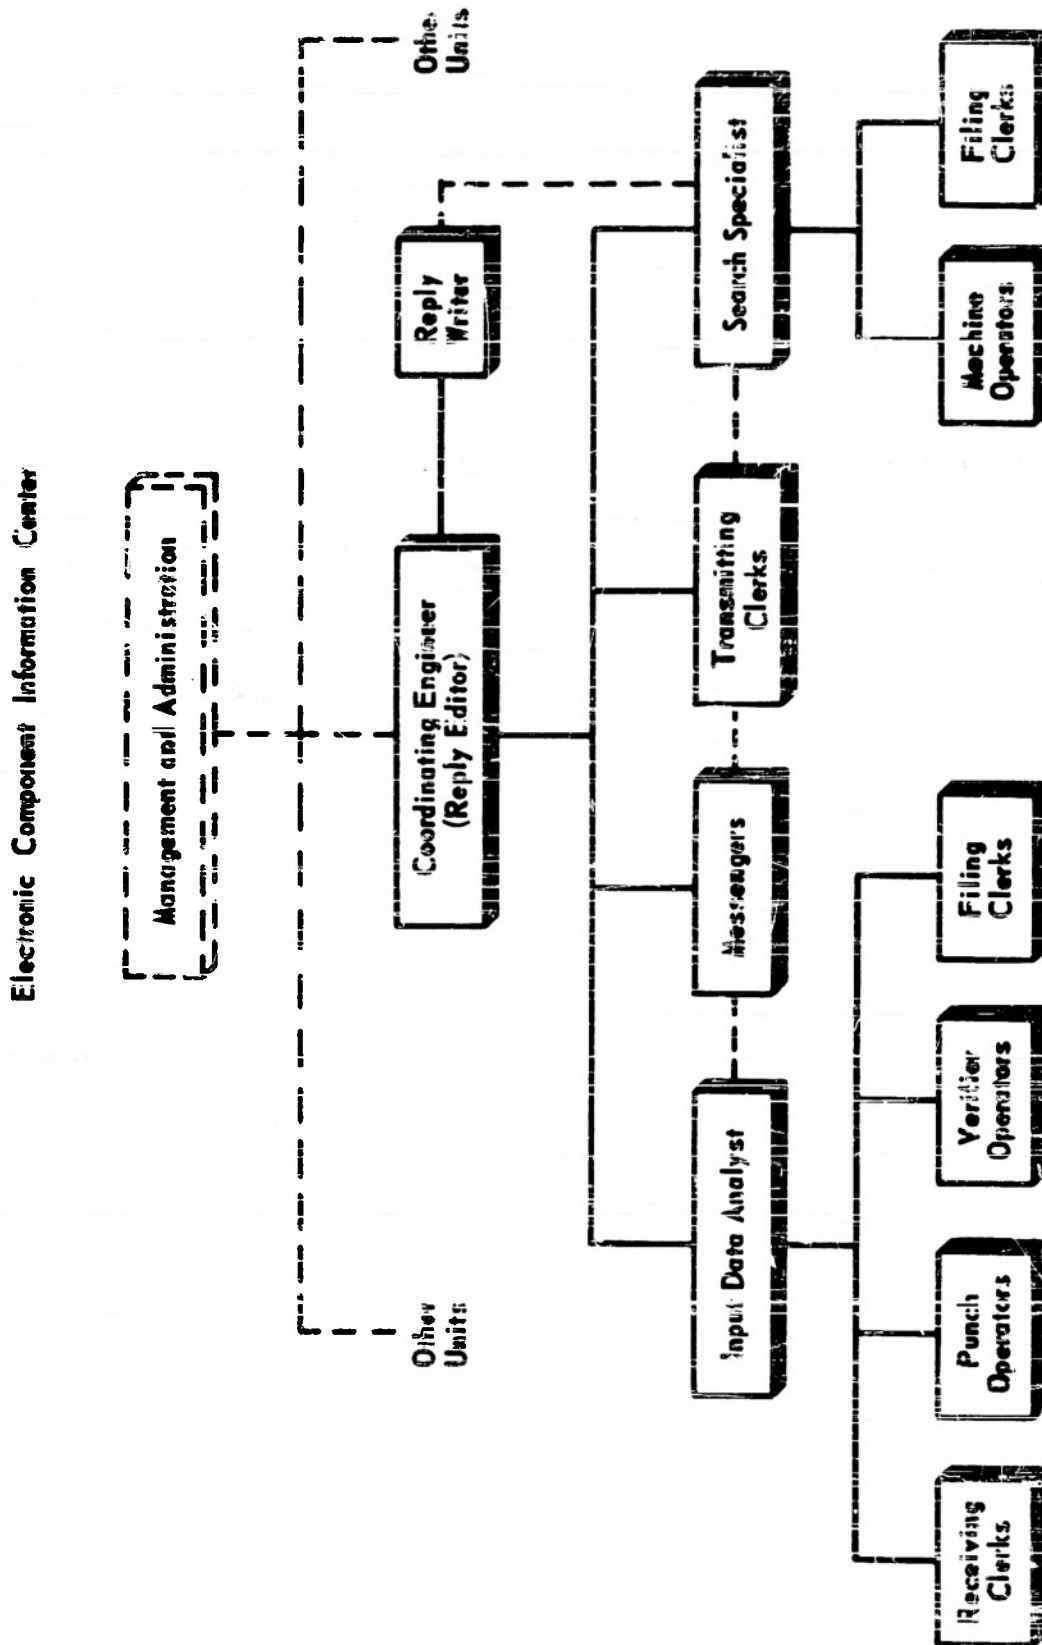 Electronic Component Information Center
Management and Administration
Other
Units
Coordinating Engineer
(Reply Editor)
Reply
Writer
Other
Units
Input Data Analyst
Messengers
Transmitting
Clerks
Search Specialist
Receiving
Clerks
Punch
Operators
Verifier
Operators
Filing
Clerks
Machine
Operators
Filing
Clerks